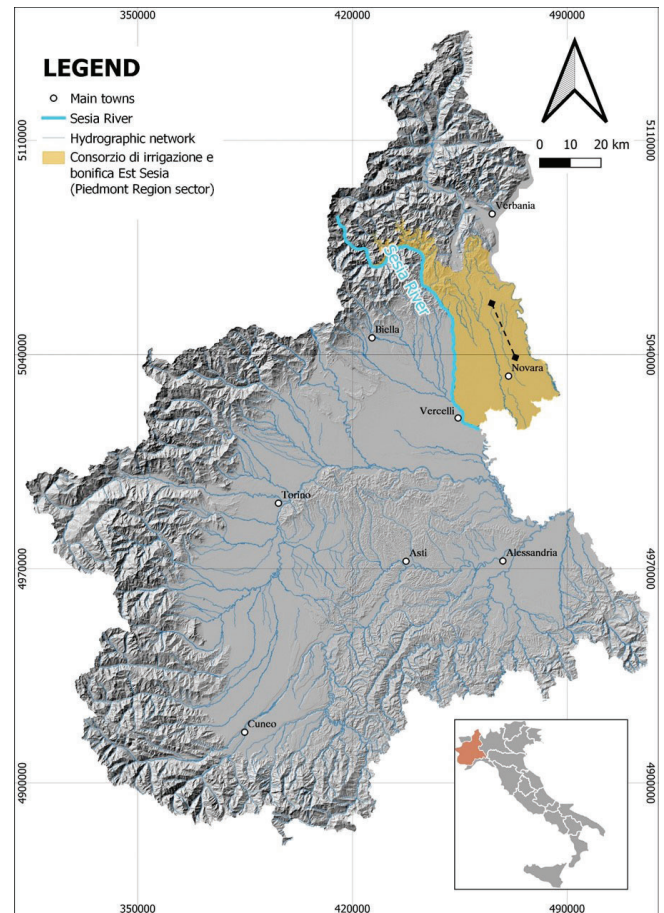 350000
420000
490000
LEGEND
Main towns
Sesia River
Hydrographic network
Consorzio di irrigazione e
bonifica Est Sesia
(Piedmont Region sector)
0 10 20 km
5110000
5110000
Verbania
Sesia River
Biella
5040000
5040000
Novara
Vercelli
Torino
Asti
Alessandria
4970000
4970000
Cuneo
4900000
4900000
350000
420000
490000